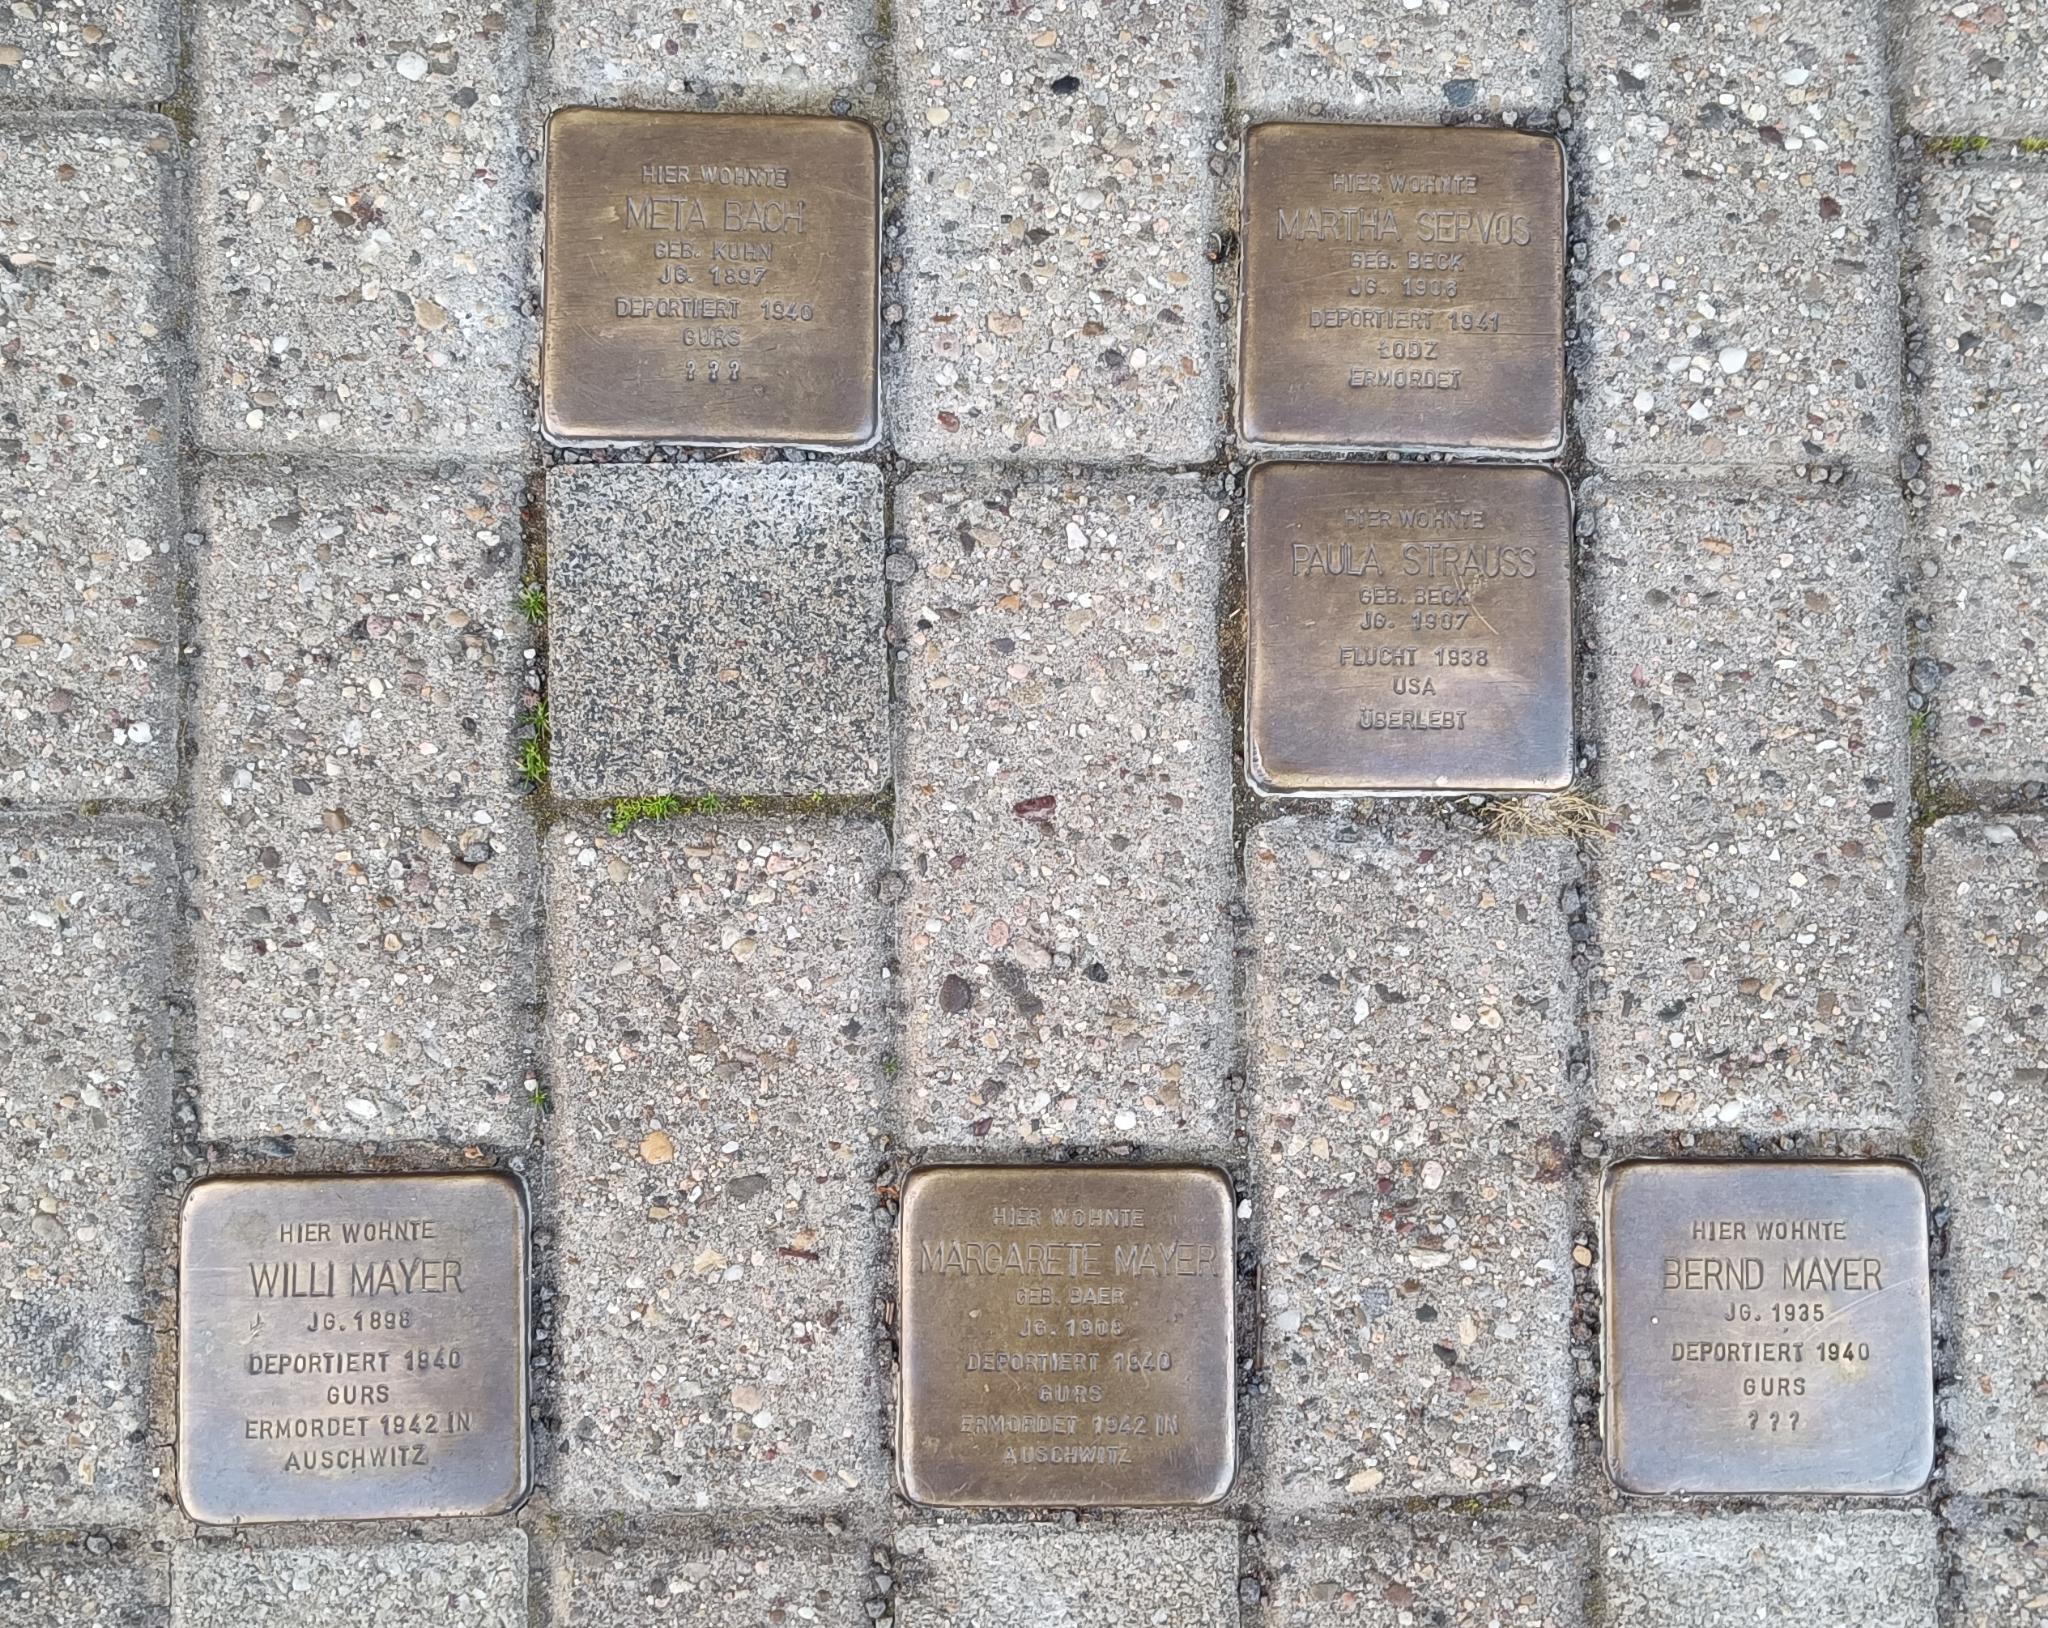 HIER WOHNTE
META BACH
GEB. KUHN
JG. 1897
DEPORTIERT 1940
GURS
? ? ?
HIER WOHNTE
MARTHA SERVOS
GEB. BECK
JG. 1906
DEPORTIERT 1941
ŁODZ
ERMORDET
HIER WOHNTE
PAULA STRAUSS
GEB. BECK
JG. 1907
FLUCHT 1938
USA
ÜBERLEBT
HIER WOHNTE
WILLI MAYER
JG. 1898
DEPORTIERT 1940
GURS
ERMORDET 1942 IN
AUSCHWITZ
HIER WOHNTE
MARGARETE MAYER
GEB. BAER
JG. 1908
DEPORTIERT 1940
GURS
ERMORDET 1942 IN
AUSCHWITZ
HIER WOHNTE
BERND MAYER
JG. 1935
DEPORTIERT 1940
GURS
? ? ?